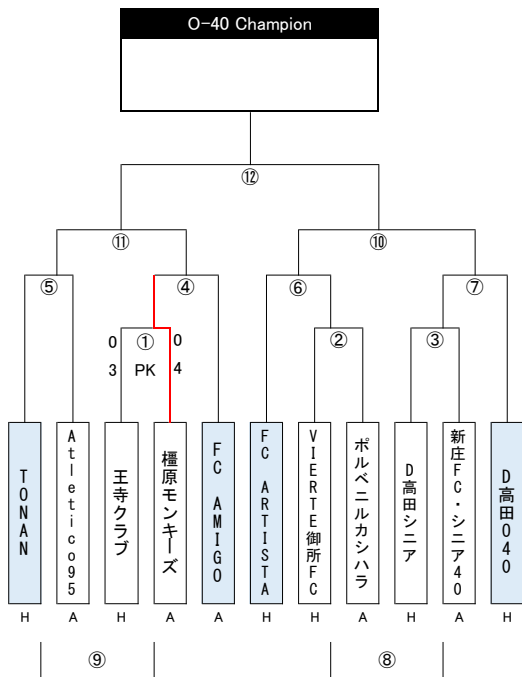 O-40 Champion
⑫
⑪
⑩
⑤
④
⑥
⑦
0 ① 0
3 PK 4
②
③
TONAN
Atletico95
王寺クラブ
橿原モンキーズ
FC AMIGO
FC ARTISTA
VIERTE御所FC
ポルベニルカシハラ
D高田シニア
新庄FC・シニア40
D高田O40
H A H A A H H A H A H
⑨
⑧